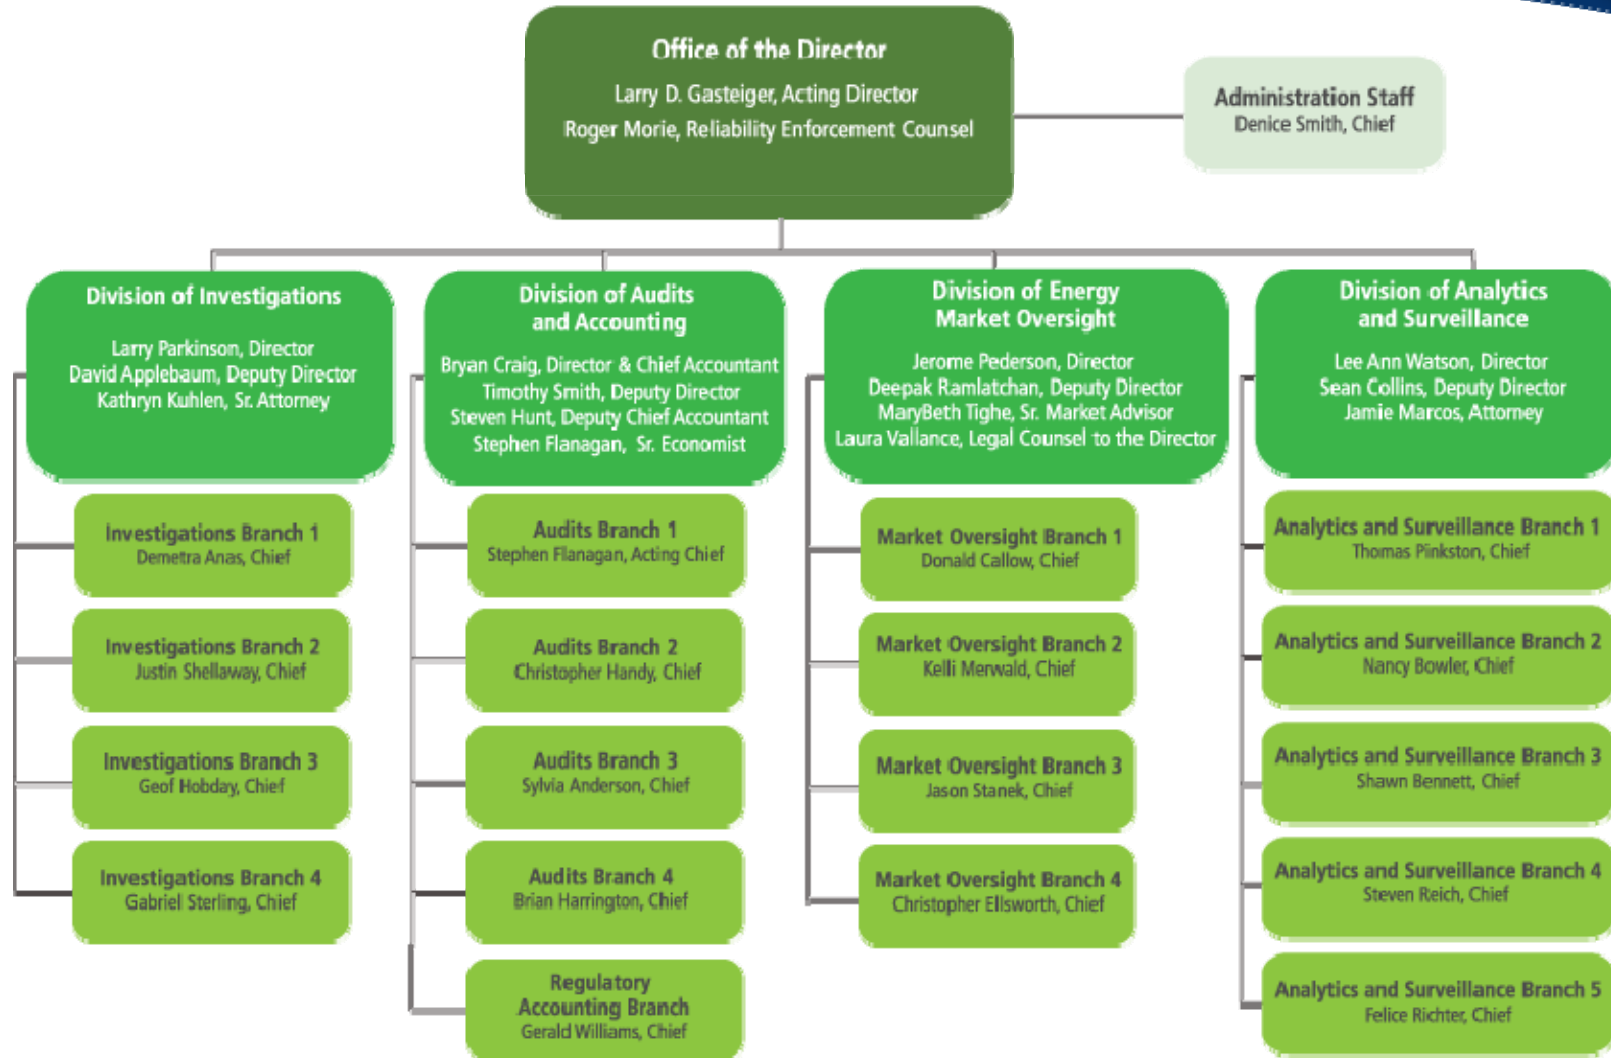 Office of the Director
Larry D. Gasteiger, Acting Director
Roger Morie, Reliability Enforcement Counsel
Administration Staff
Denice Smith, Chief
Division of Investigations
Larry Parkinson, Director
David Applebaum, Deputy Director
Kathryn Kuhlen, Sr. Attorney
Investigations Branch 1
Demetra Anas, Chief
Investigations Branch 2
Justin Shellaway, Chief
Investigations Branch 3
Geof Hobday, Chief
Investigations Branch 4
Gabriel Sterling, Chief
Division of Audits
and Accounting
Bryan Craig, Director & Chief Accountant
Timothy Smith, Deputy Director
Steven Hunt, Deputy Chief Accountant
Stephen Flanagan, Sr. Economist
Audits Branch 1
Stephen Flanagan, Acting Chief
Audits Branch 2
Christopher Handy, Chief
Audits Branch 3
Sylvia Anderson, Chief
Audits Branch 4
Brian Harrington, Chief
Regulatory
Accounting Branch
Gerald Williams, Chief
Division of Energy
Market Oversight
Jerome Pederson, Director
Deepak Ramlatchan, Deputy Director
MaryBeth Tighe, Sr. Market Advisor
Laura Vallance, Legal Counsel to the Director
Market Oversight Branch 1
Donald Callow, Chief
Market Oversight Branch 2
Kelli Merwald, Chief
Market Oversight Branch 3
Jason Stanek, Chief
Market Oversight Branch 4
Christopher Ellsworth, Chief
Division of Analytics
and Surveillance
Lee Ann Watson, Director
Sean Collins, Deputy Director
Jamie Marcos, Attorney
Analytics and Surveillance Branch 1
Thomas Pinkston, Chief
Analytics and Surveillance Branch 2
Nancy Bowler, Chief
Analytics and Surveillance Branch 3
Shawn Bennett, Chief
Analytics and Surveillance Branch 4
Steven Reich, Chief
Analytics and Surveillance Branch 5
Felice Richter, Chief